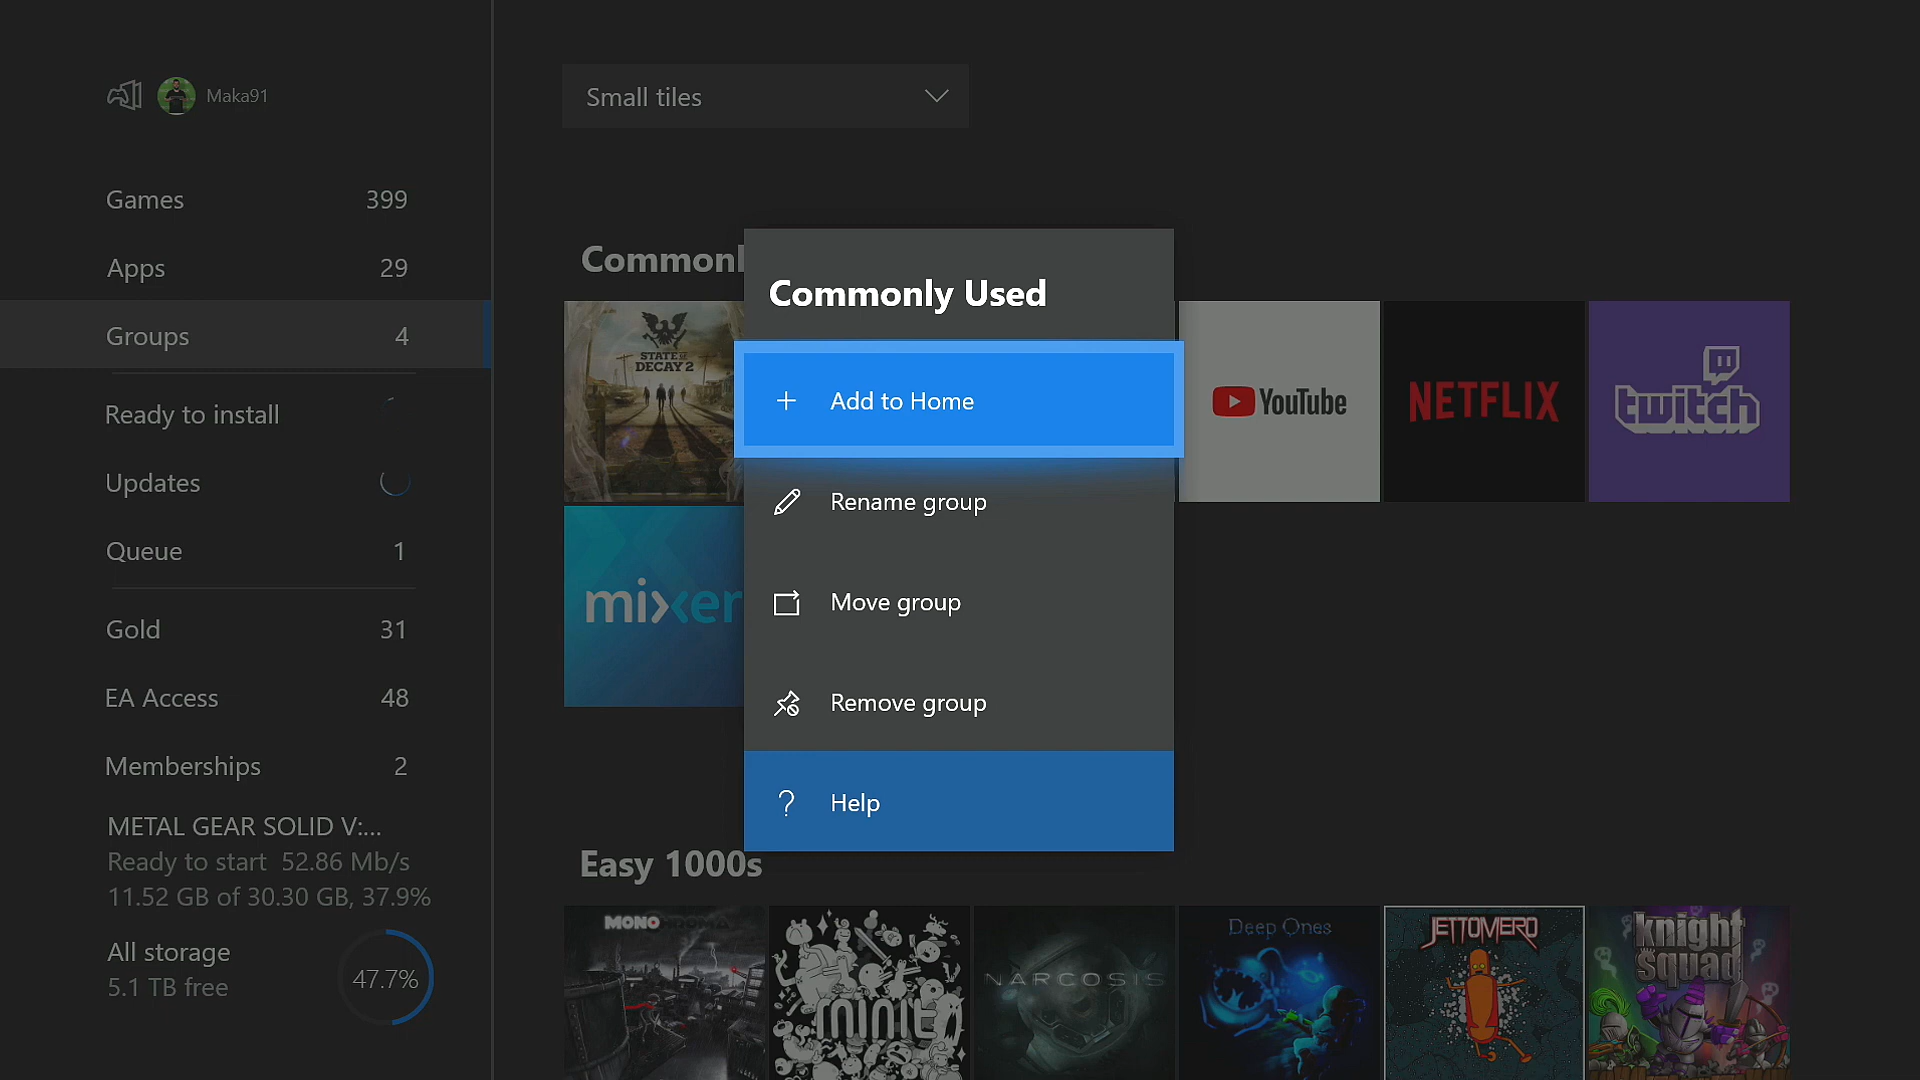 Maka91
Games 399
Apps 29
Groups 4
Ready to install
Updates
Queue 1
Gold 31
EA Access 48
Memberships 2
METAL GEAR SOLID V:...
Ready to start 52.86 Mb/s
11.52 GB of 30.30 GB, 37.9%
All storage
5.1 TB free
47.7%
Small tiles
Commonl
STATE OF
DECAY 2
YouTube
NETFLIX
twitch
mixer
Commonly Used
Add to Home
Rename group
Move group
Remove group
? Help
Easy 1000s
MONOCHROMA
minit
NARCOSIS
Deep Ones
JETTOMERO
knight
squad